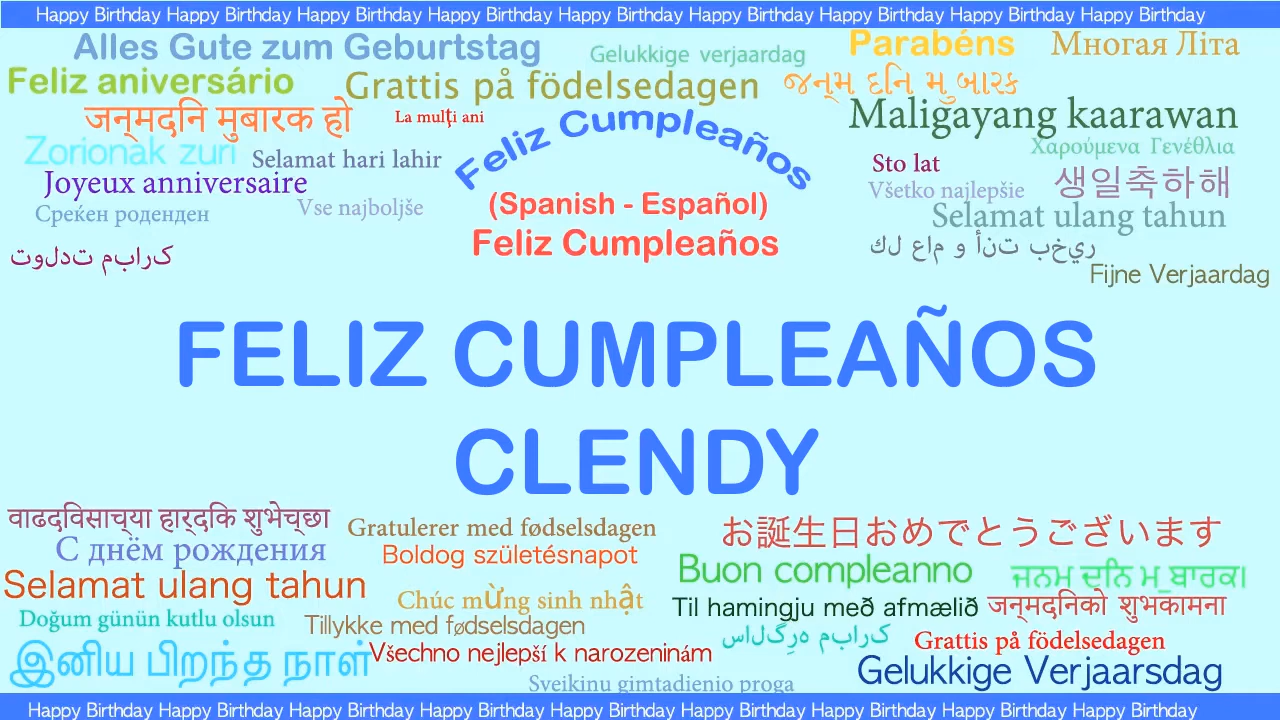 Happy Birthday Happy Birthday Happy Birthday Happy Birthday Happy Birthday Happy Birthday Happy Birthday Happy Birthday Happy Birthday
Alles Gute zum Geburtstag
Gelukkige verjaardag
Parabéns
Многая Літа
Feliz aniversário
Grattis på födelsedagen
જન્મ દિન મુબારક
जन्मदिन मुबारक हो
La mulţi ani
Feliz Cumpleaños
Maligayang kaarawan
Zorionak zuri
Selamat hari lahir
Χαρούμενα Γενέθλια
Sto lat
Joyeux anniversaire
Všetko najlepšie
생일축하해
Среќен роденден
Vse najboljše
(Spanish - Español)
Selamat ulang tahun
Feliz Cumpleaños
تولدت مبارک
كل عام و أنت بخير
Fijne Verjaardag
FELIZ CUMPLEAÑOS
CLENDY
वाढदिवसाच्या हार्दिक शुभेच्छा
Gratulerer med fødselsdagen
お誕生日おめでとうございます
С днём рождения
Boldog születésnapot
Buon compleanno
ਜਨਮ ਦਿਨ ਮੁਬਾਰਕ।
Selamat ulang tahun
Chúc mừng sinh nhật
Til hamingju með afmælið
जन्मदिनको शुभकामना
Doğum günün kutlu olsun
Tillykke med fødselsdagen
سالگرہ مبارک
Grattis på födelsedagen
இனிய பிறந்த நாள்
Všechno nejlepší k narozeninám
Gelukkige Verjaarsdag
Sveikinu gimtadienio proga
Happy Birthday Happy Birthday Happy Birthday Happy Birthday Happy Birthday Happy Birthday Happy Birthday Happy Birthday Happy Birthday